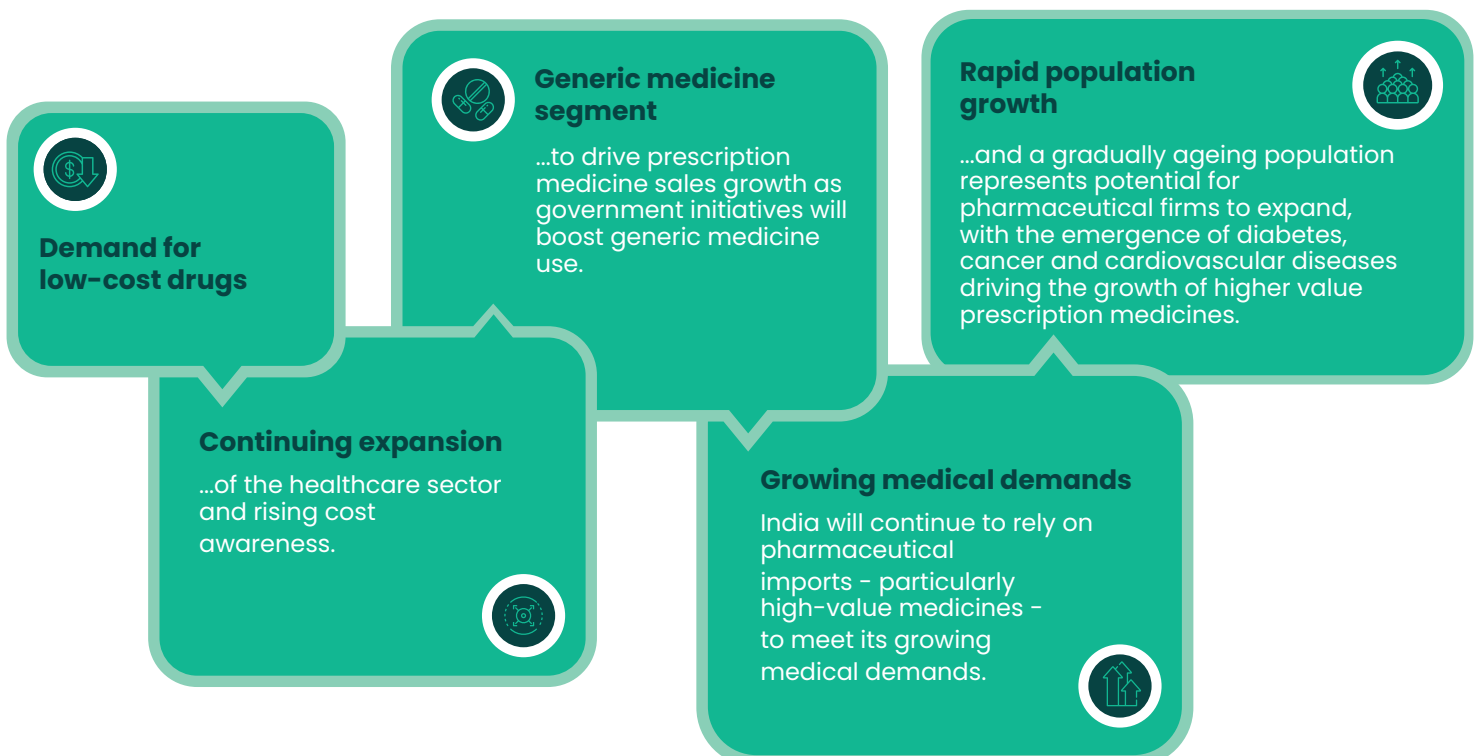 Demand for
low-cost drugs
Continuing expansion
...of the healthcare sector
and rising cost
awareness.
Generic medicine
segment
...to drive prescription
medicine sales growth as
government initiatives will
boost generic medicine
use.
Growing medical demands
India will continue to rely on
pharmaceutical
imports - particularly
high-value medicines -
to meet its growing
medical demands.
Rapid population
growth
...and a gradually ageing population
represents potential for
pharmaceutical firms to expand,
with the emergence of diabetes,
cancer and cardiovascular diseases
driving the growth of higher value
prescription medicines.